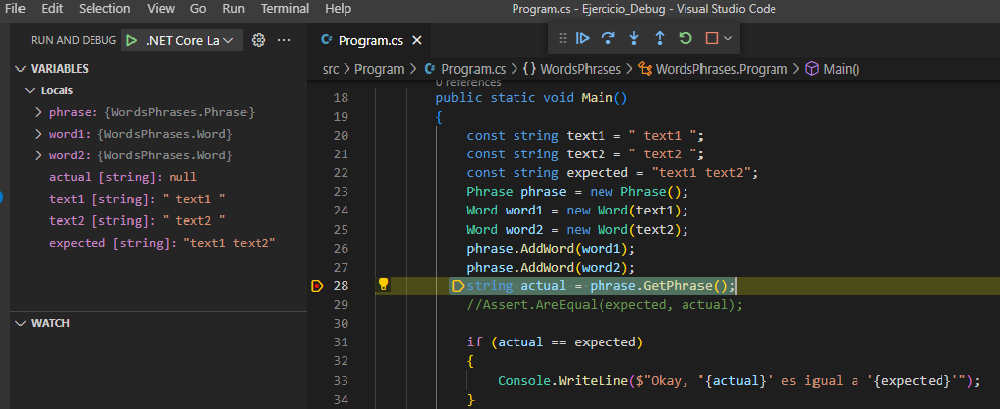 File Edit Selection View Go Run Terminal Help Program.cs - Ejercicio_Debug - Visual Studio Code
RUN AND DEBUG .NET Core La ...
VARIABLES
Locals
phrase: {WordsPhrases.Phrase}
word1: {WordsPhrases.Word}
word2: {WordsPhrases.Word}
actual [string]: null
text1 [string]: " text1 "
text2 [string]: " text2 "
expected [string]: "text1 text2"
WATCH
Program.cs
src > Program > Program.cs > {} WordsPhrases > WordsPhrases.Program > Main()
0 references
18 public static void Main()
19 {
20 const string text1 = " text1 ";
21 const string text2 = " text2 ";
22 const string expected = "text1 text2";
23 Phrase phrase = new Phrase();
24 Word word1 = new Word(text1);
25 Word word2 = new Word(text2);
26 phrase.AddWord(word1);
27 phrase.AddWord(word2);
28 string actual = phrase.GetPhrase();
29 //Assert.AreEqual(expected, actual);
30
31 if (actual == expected)
32 {
33 Console.WriteLine($"Okay, '{actual}' es igual a '{expected}'");
34 }